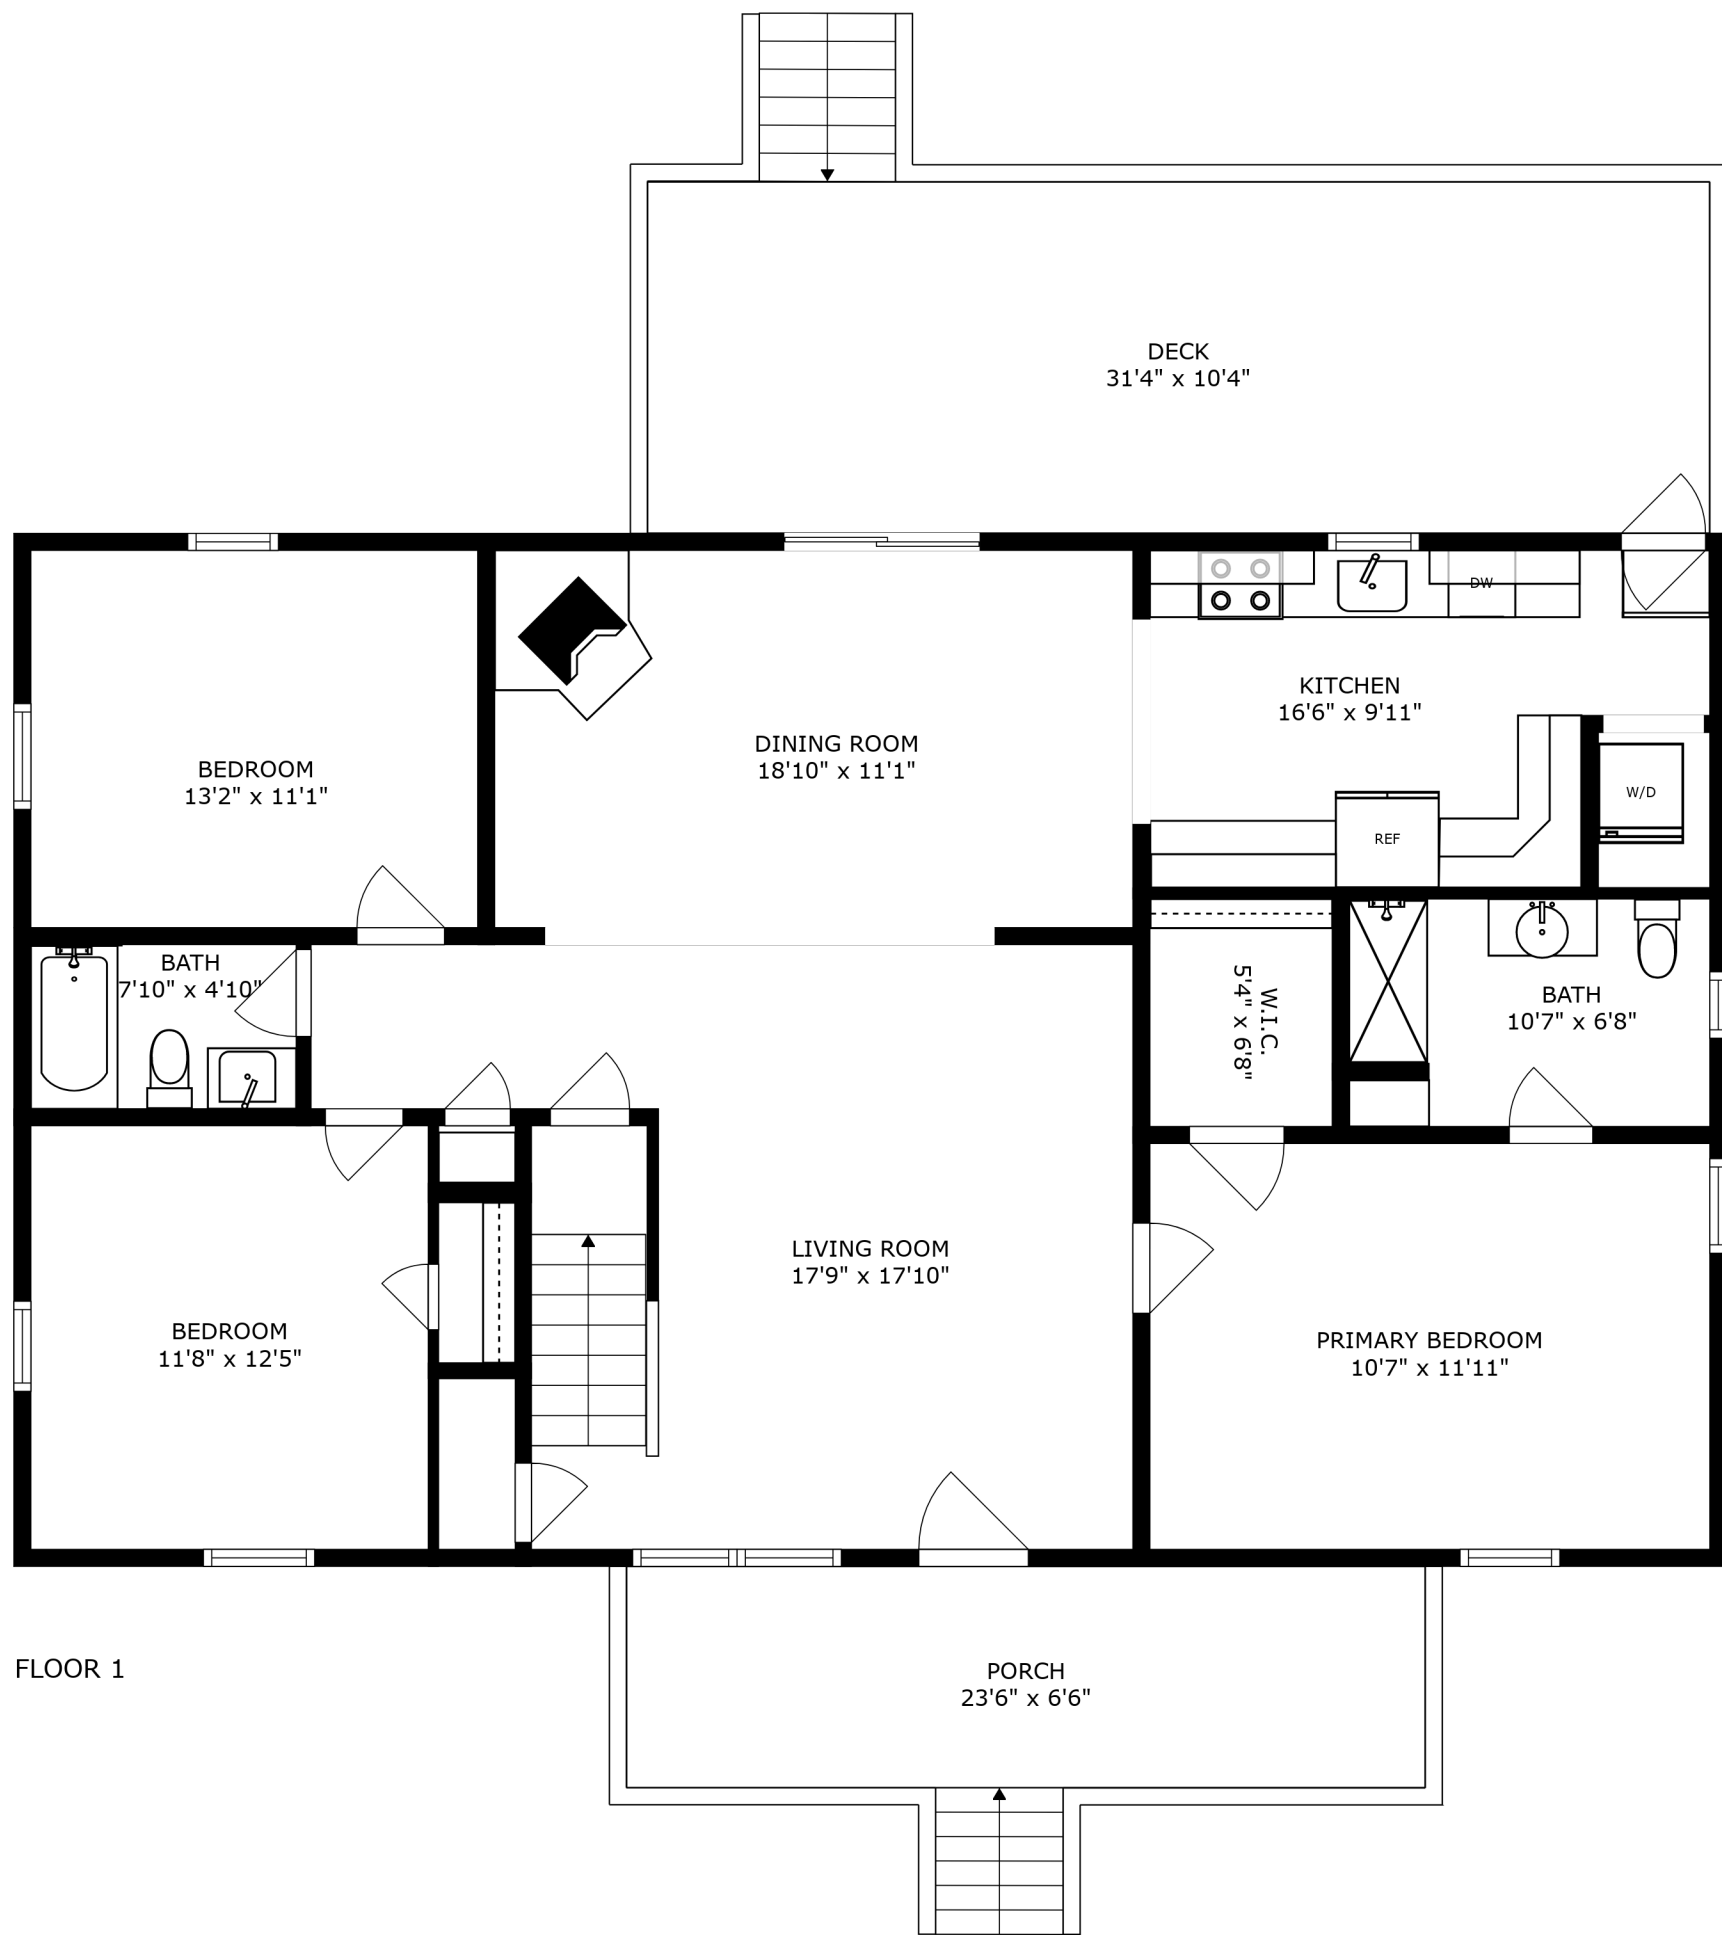 DECK
31'4" x 10'4"
DW
KITCHEN
16'6" x 9'11"
DINING ROOM
18'10" x 11'1"
BEDROOM
13'2" x 11'1"
W/D
REF
BATH
7'10" x 4'10"
W.I.C.
5'4" x 6'8"
BATH
10'7" x 6'8"
LIVING ROOM
17'9" x 17'10"
BEDROOM
11'8" x 12'5"
PRIMARY BEDROOM
10'7" x 11'11"
FLOOR 1
PORCH
23'6" x 6'6"